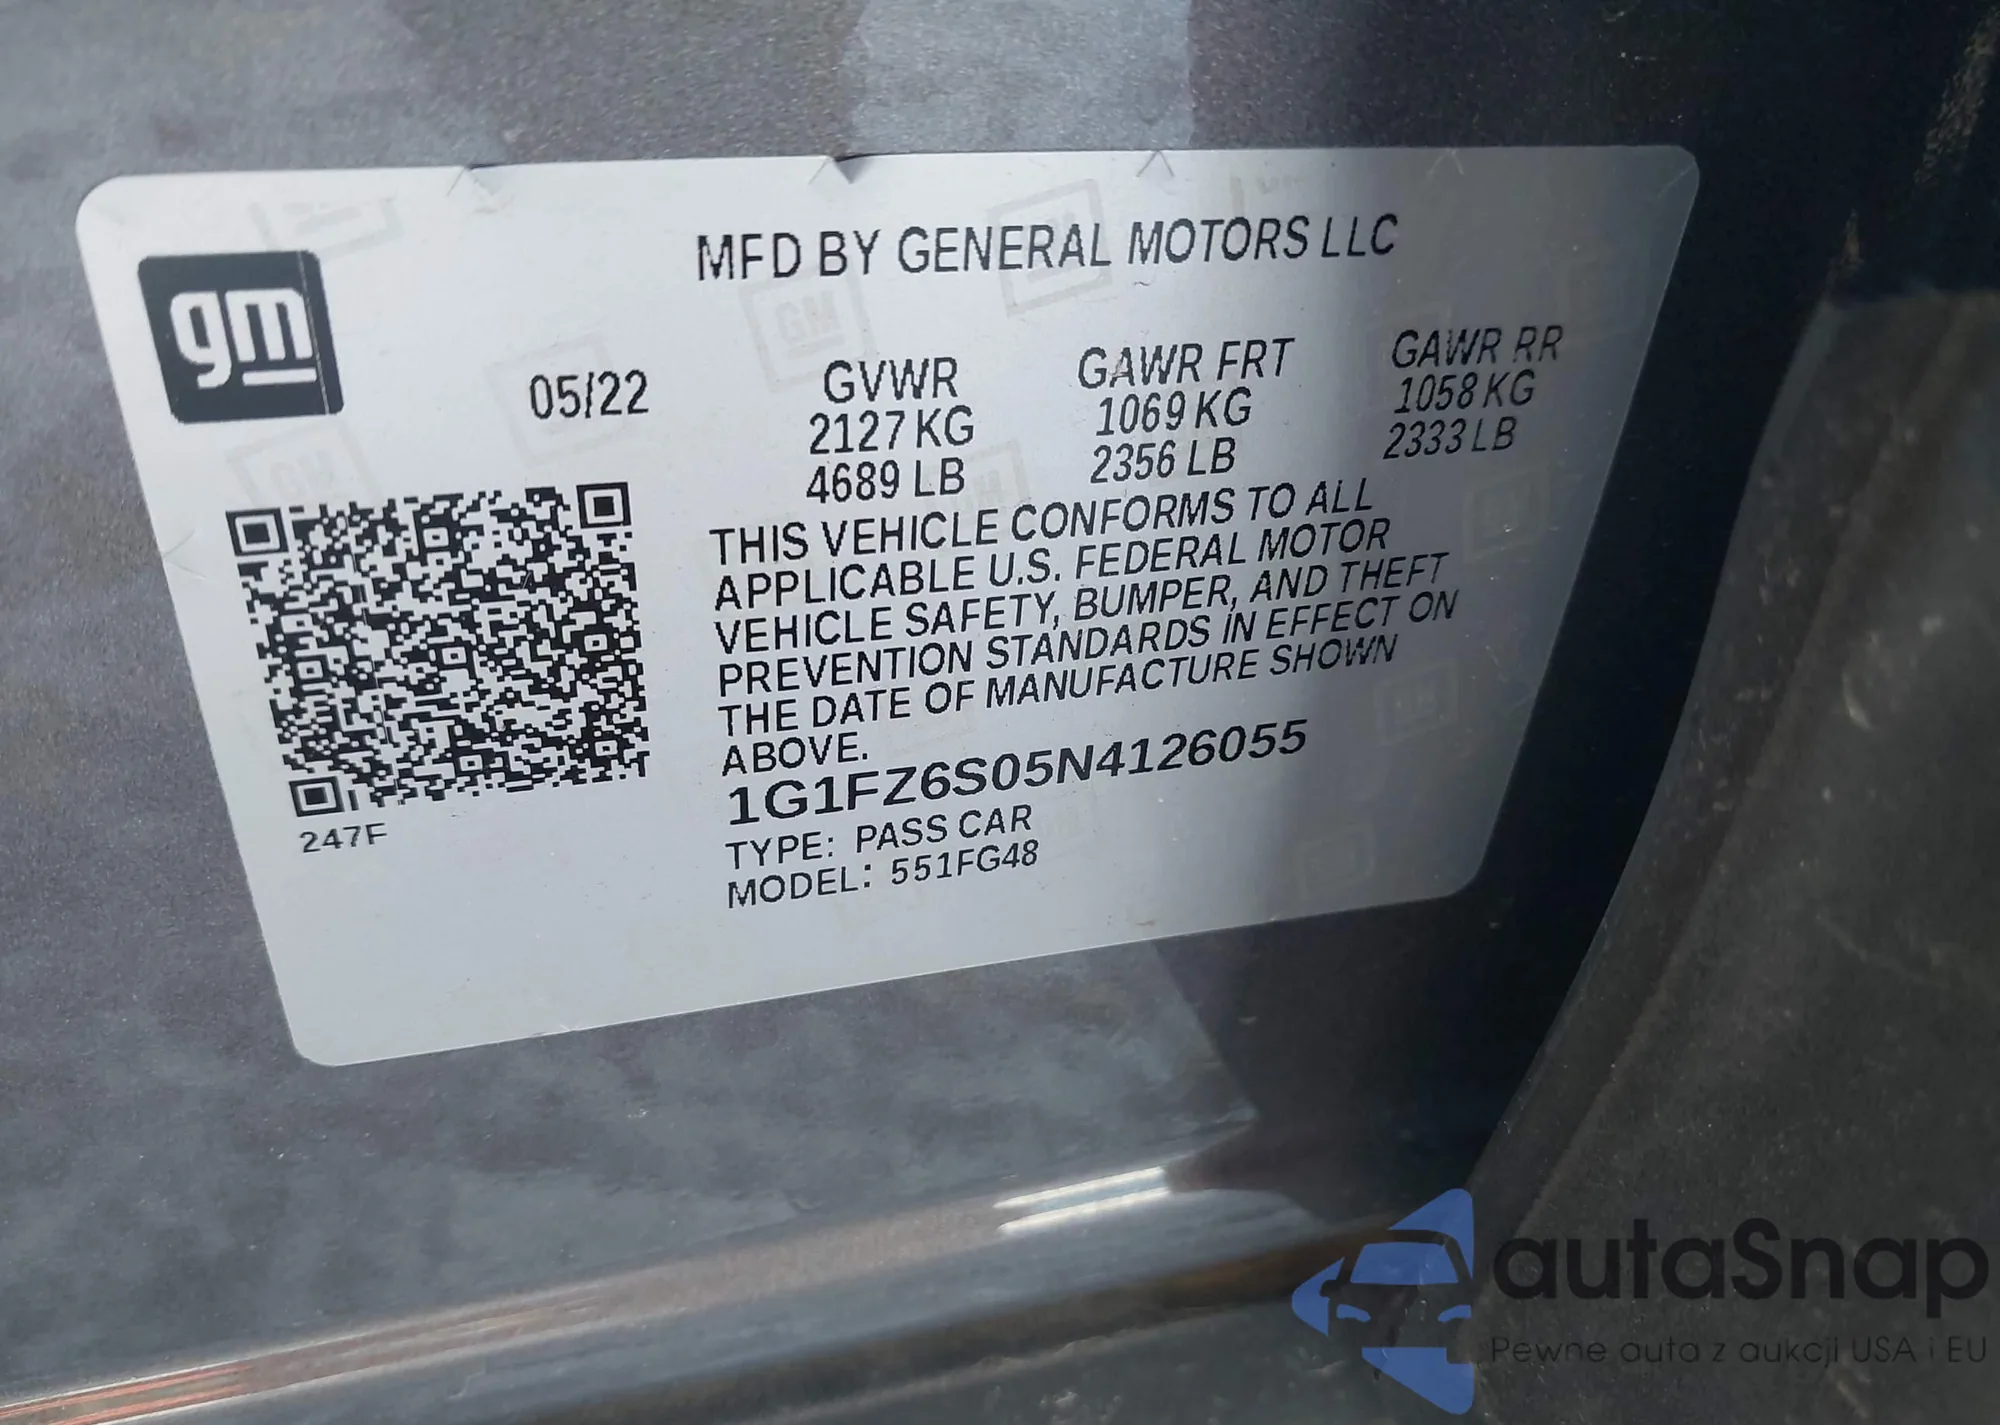 gm
MFD BY GENERAL MOTORS LLC
05/22
GVWR
2127 KG
4689 LB
GAWR FRT
1069 KG
2356 LB
GAWR RR
1058 KG
2333 LB
THIS VEHICLE CONFORMS TO ALL
APPLICABLE U.S. FEDERAL MOTOR
VEHICLE SAFETY, BUMPER, AND THEFT
PREVENTION STANDARDS IN EFFECT ON
THE DATE OF MANUFACTURE SHOWN
ABOVE.
1G1FZ6S05N4126055
TYPE: PASS CAR
MODEL: 551FG48
247F
autaSnap
Pewne auta z aukcji USA i EU